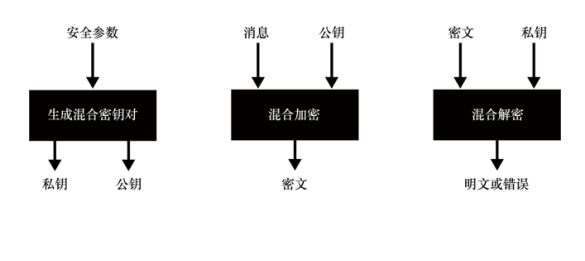 安全参数
消息 公钥
密文 私钥
生成混合密钥对
混合加密
混合解密
私钥 公钥
密文
明文或错误